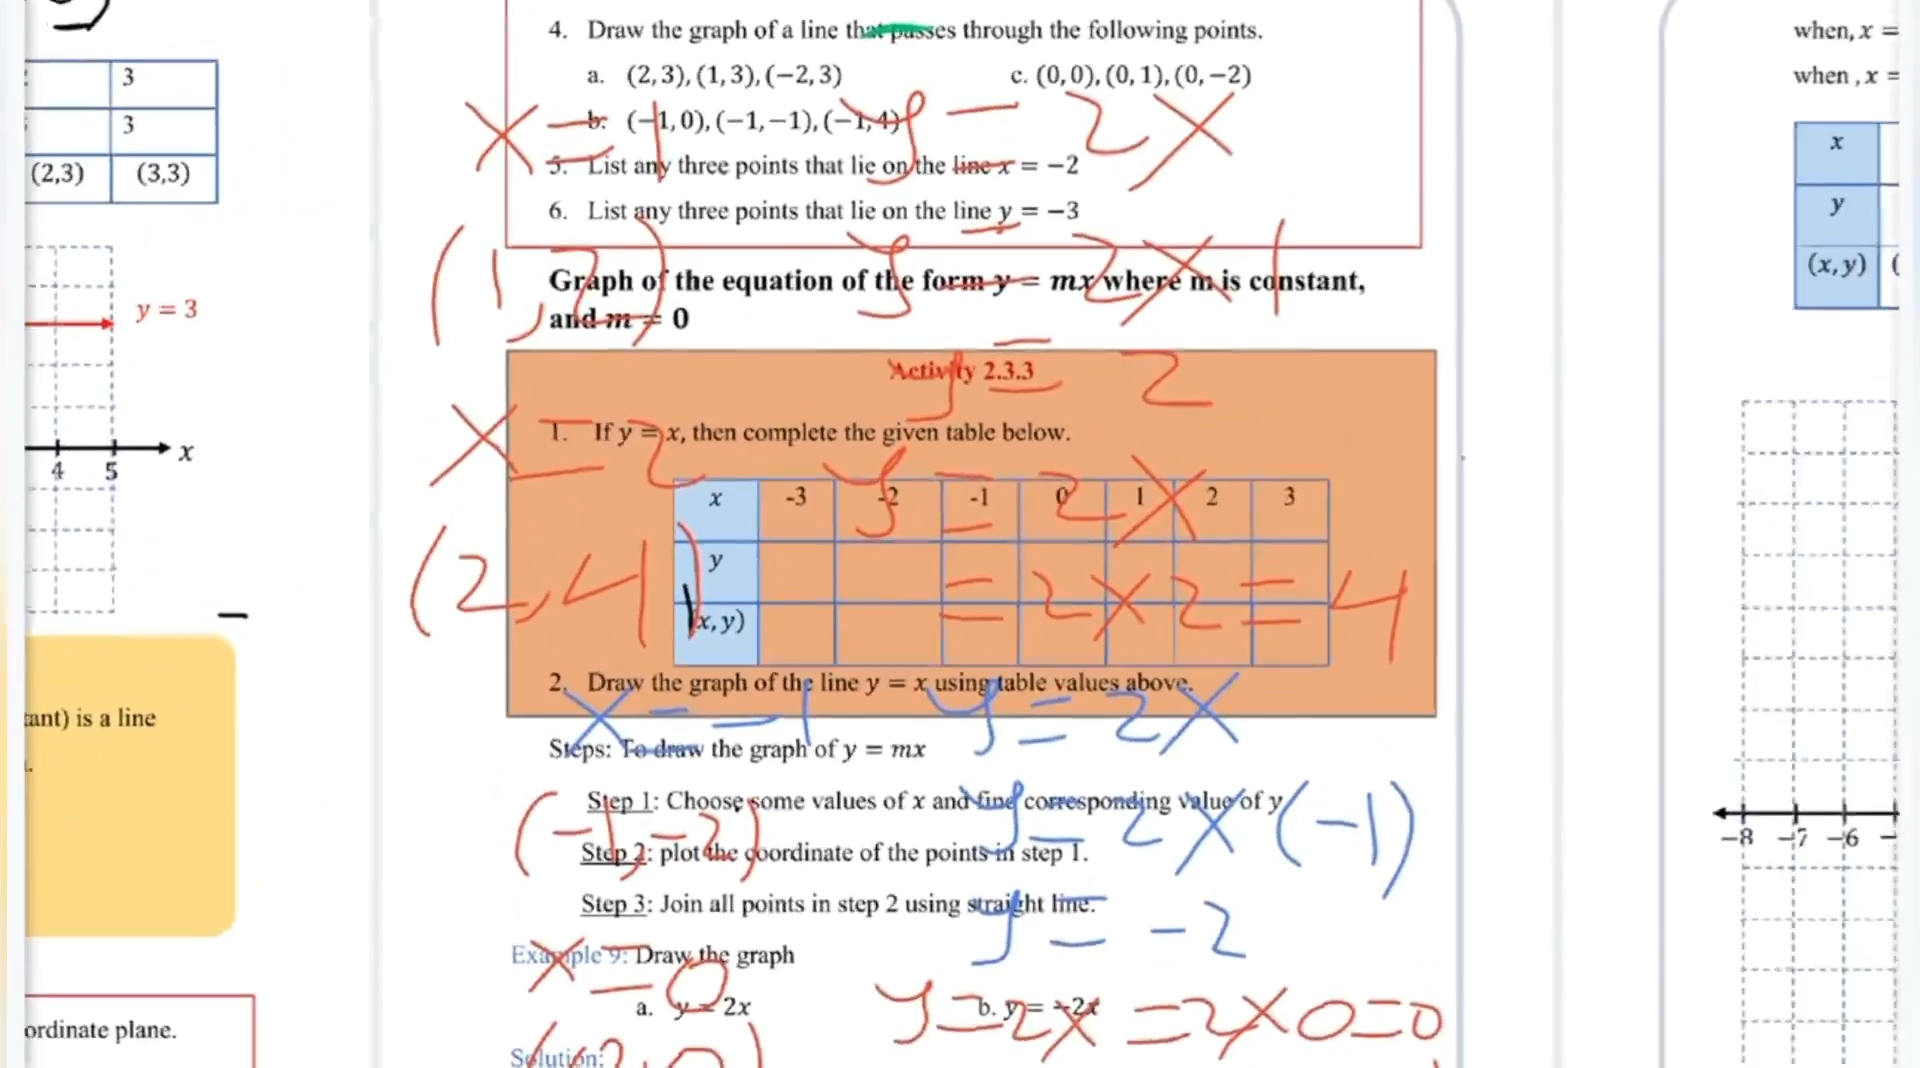 3
3
(2,3) (3,3)
y = 3
x
4 5
tant) is a line
ordinate plane.
4. Draw the graph of a line that passes through the following points.
a. (2,3),(1,3),(−2,3) c. (0,0),(0,1),(0,−2)
b. (−1,0),(−1,−1),(−1,4)
5. List any three points that lie on the line x = −2
6. List any three points that lie on the line y = −3
Graph of the equation of the form y = mx where m is constant,
and m ≠ 0
Activity 2.3.3
1. If y = x, then complete the given table below.
x -3 -2 -1 0 1 2 3
y
(x, y)
2. Draw the graph of the line y = x using table values above.
Steps: To draw the graph of y = mx
Step 1: Choose some values of x and find corresponding value of y
Step 2: plot the coordinate of the points in step 1.
Step 3: Join all points in step 2 using straight line.
Example 9: Draw the graph
a. y = 2x b. y = −2x
Solution:
x = 1 y = 2x
(1,2) y = 2x1
y = 2
x = 2 y = 2x
(2,4) = 2x2 = 4
x = -1 y = 2x
(-1,-2) y = 2x(-1)
y = -2
x = 0 y = 2x = 2x0 = 0
when, x =
when , x =
x
y
(x, y) (
−8 −7 −6